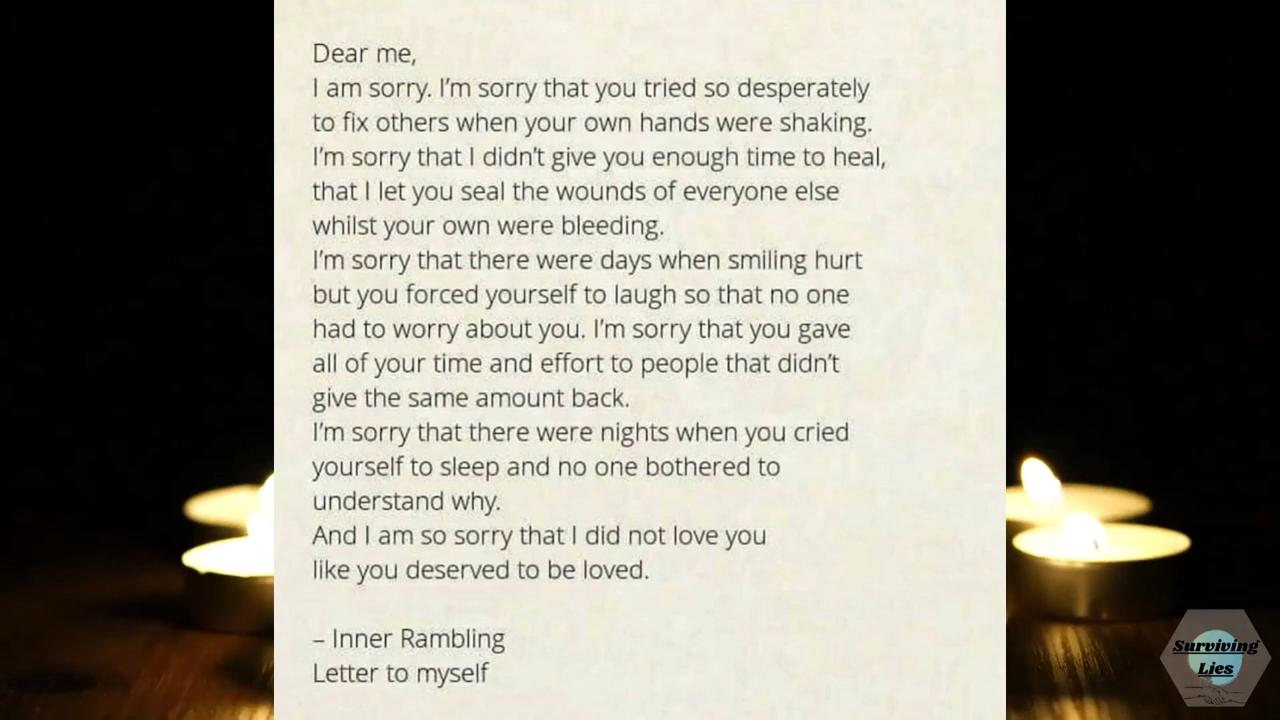 Dear me,
I am sorry. I'm sorry that you tried so desperately
to fix others when your own hands were shaking.
I'm sorry that I didn't give you enough time to heal,
that I let you seal the wounds of everyone else
whilst your own were bleeding.
I'm sorry that there were days when smiling hurt
but you forced yourself to laugh so that no one
had to worry about you. I'm sorry that you gave
all of your time and effort to people that didn't
give the same amount back.
I'm sorry that there were nights when you cried
yourself to sleep and no one bothered to
understand why.
And I am so sorry that I did not love you
like you deserved to be loved.
– Inner Rambling
Letter to myself
Surviving
Lies